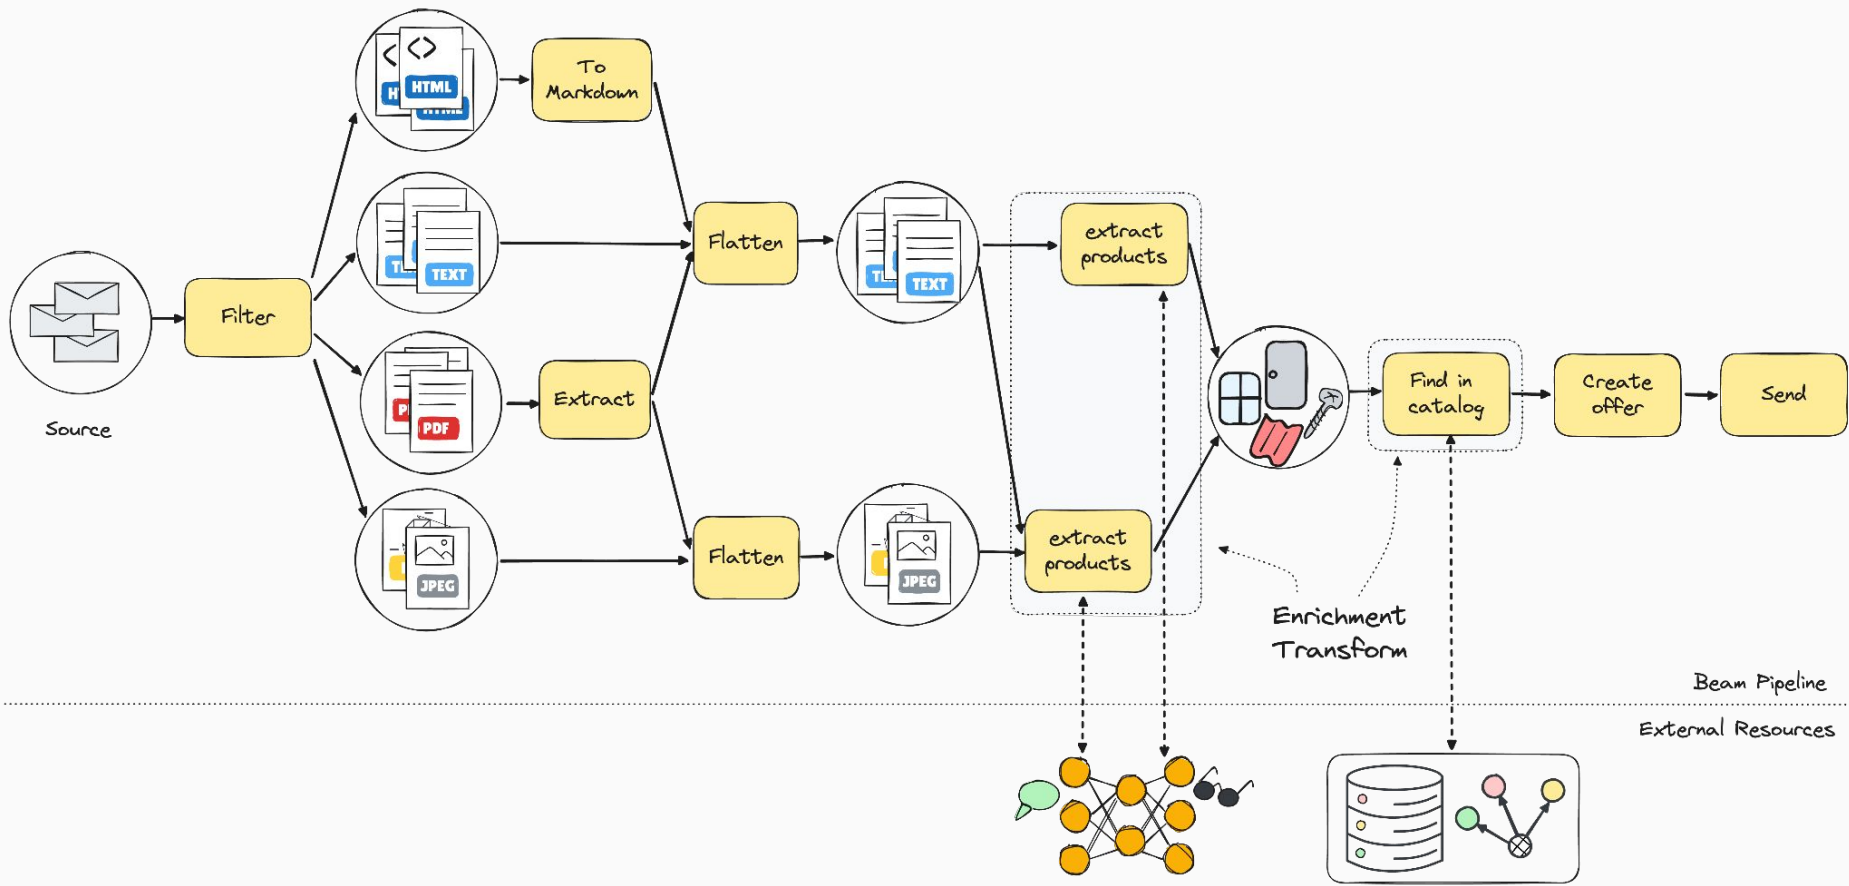 HTML
HTML
To
Markdown
TEXT
Flatten
TEXT
extract
products
Filter
Source
PDF
Extract
Find in
catalog
Create
offer
Send
JPEG
Flatten
JPEG
extract
products
Enrichment
Transform
Beam Pipeline
External Resources